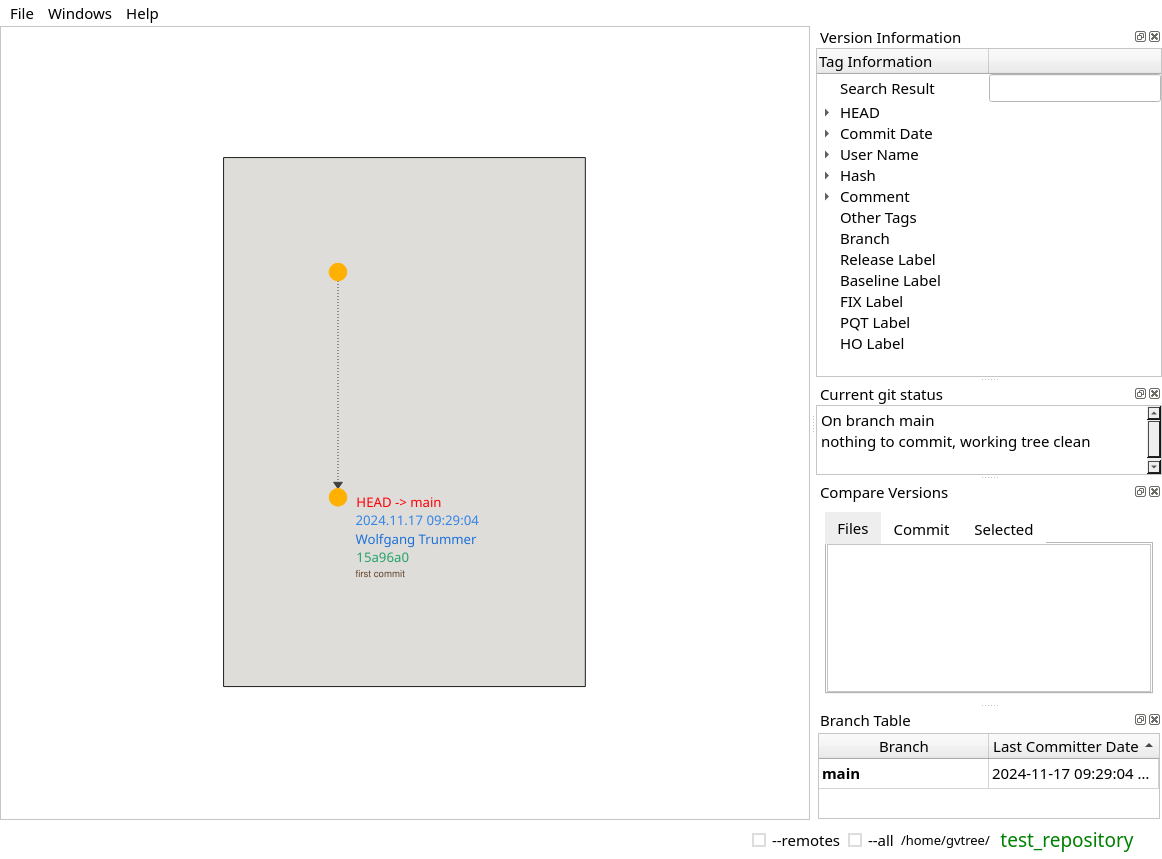 File Windows Help
HEAD -> main
2024.11.17 09:29:04
Wolfgang Trummer
15a96a0
first commit
Version Information
Tag Information
Search Result
HEAD
Commit Date
User Name
Hash
Comment
Other Tags
Branch
Release Label
Baseline Label
FIX Label
PQT Label
HO Label
Current git status
On branch main
nothing to commit, working tree clean
Compare Versions
Files Commit Selected
Branch Table
Branch Last Committer Date
main 2024-11-17 09:29:04 ...
--remotes --all /home/gvtree/ test_repository